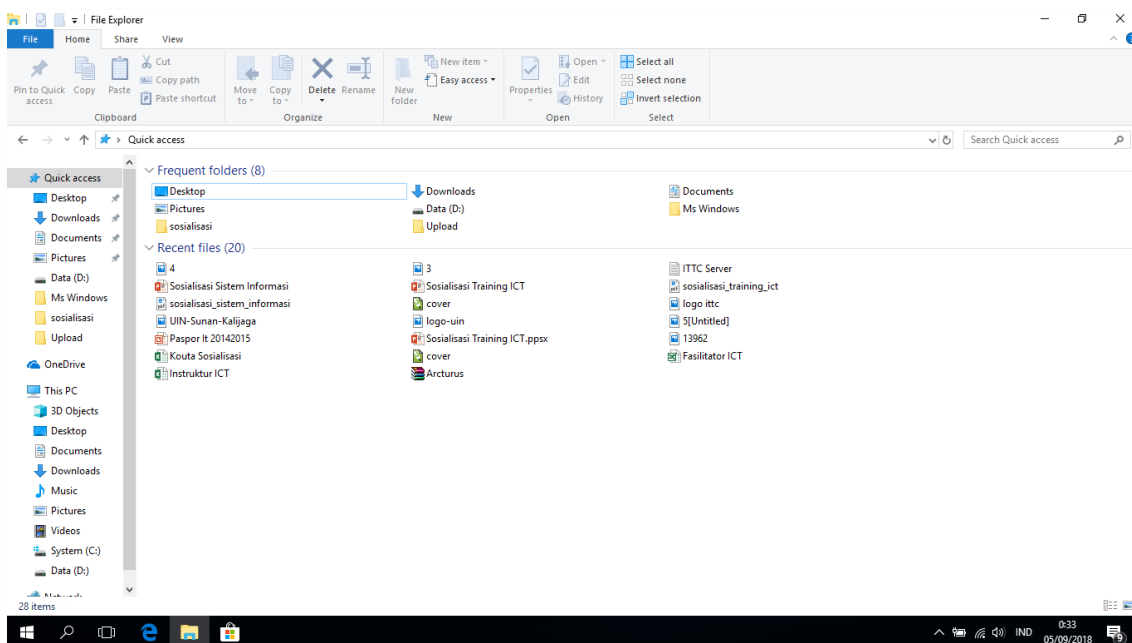 File Explorer
File Home Share View
Pin to Quick access
Copy
Paste
Cut
Copy path
Paste shortcut
Clipboard
Move to
Copy to
Delete
Rename
Organize
New folder
New item
Easy access
New
Properties
Open
Edit
History
Open
Select all
Select none
Invert selection
Select
Quick access
Search Quick access
Quick access
Desktop
Downloads
Documents
Pictures
Data (D:)
Ms Windows
sosialisasi
Upload
OneDrive
This PC
3D Objects
Desktop
Documents
Downloads
Music
Pictures
Videos
System (C:)
Data (D:)
Frequent folders (8)
Desktop Downloads Documents
Pictures Data (D:) Ms Windows
sosialisasi Upload
Recent files (20)
4 3 ITTC Server
Sosialisasi Sistem Informasi Sosialisasi Training ICT sosialisasi_training_ict
sosialisasi_sistem_informasi cover logo ittc
UIN-Sunan-Kalijaga logo-uin 5[Untitled]
Paspor It 20142015 Sosialisasi Training ICT.ppsx 13962
Kouta Sosialisasi cover Fasilitator ICT
Instruktur ICT Arcturus
28 items
IND
0:33
05/09/2018